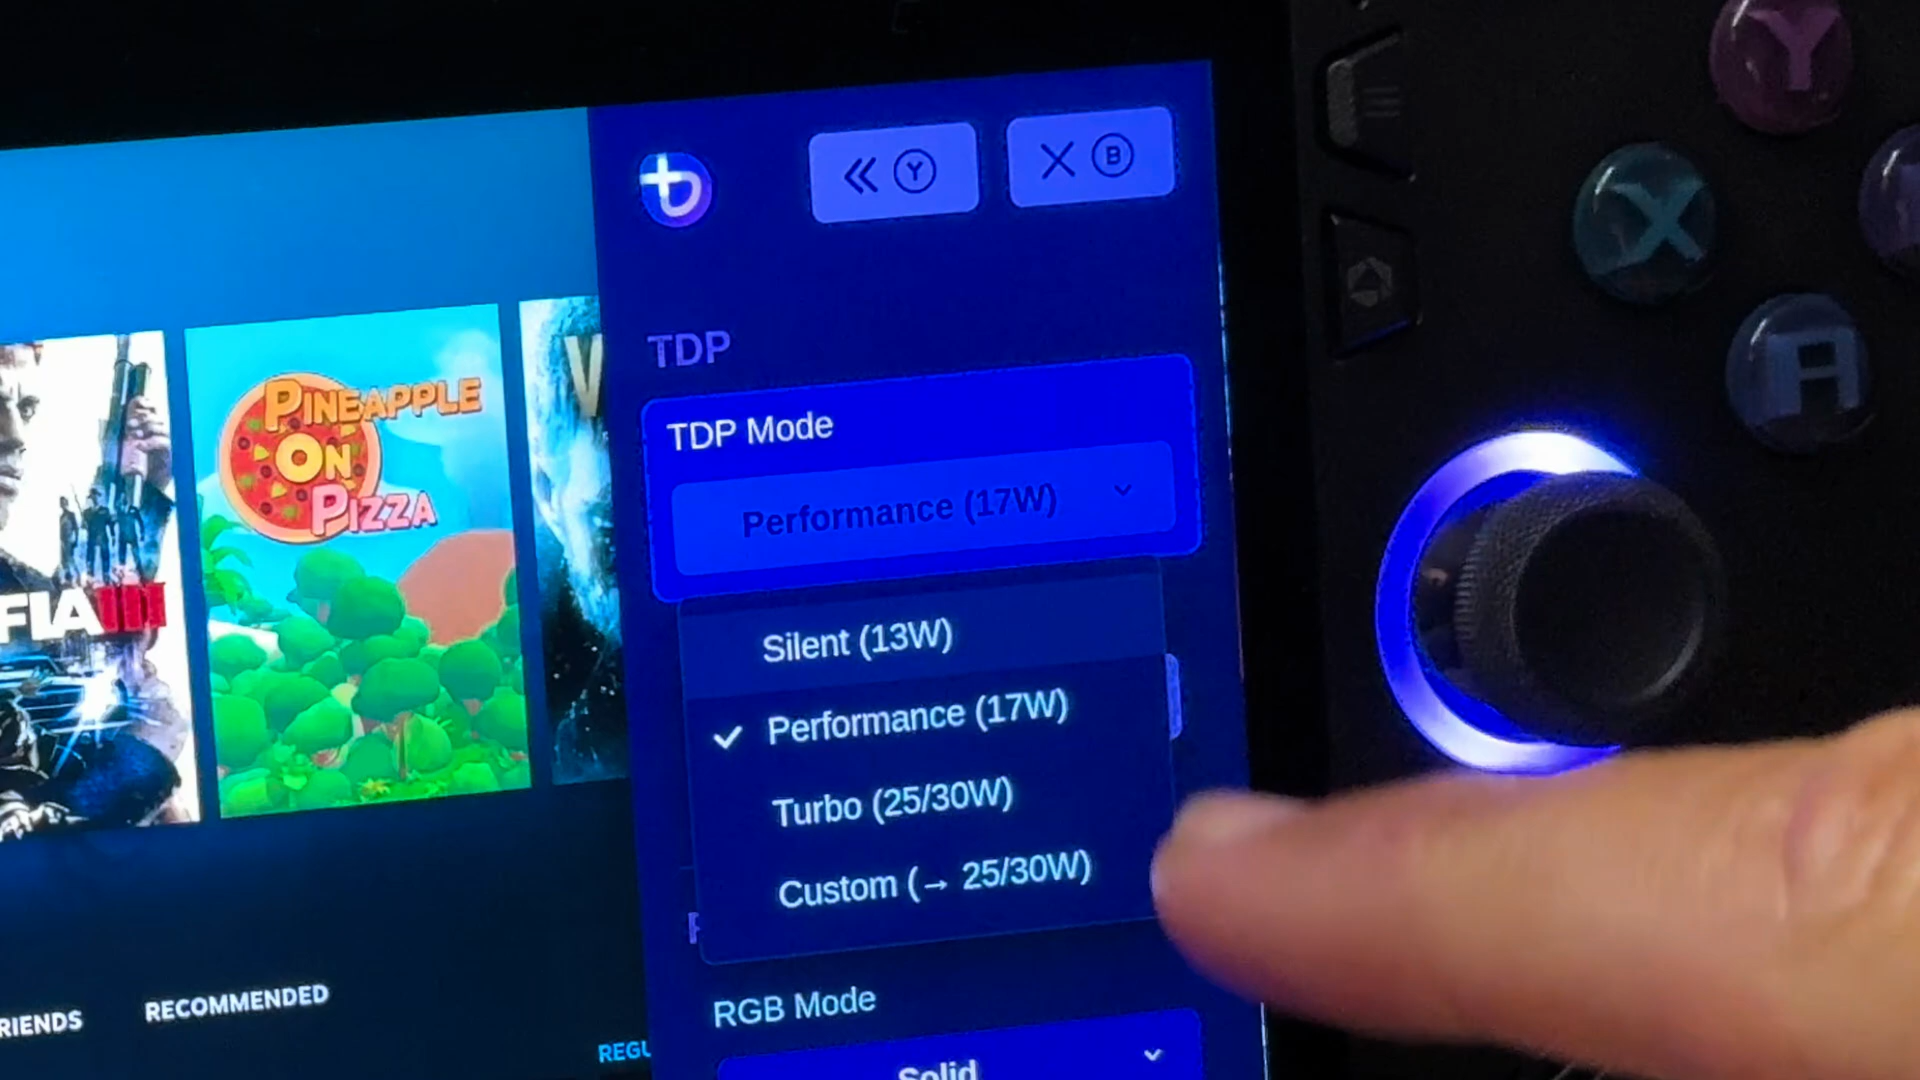 Y
X
A
Y
B
TDP
TDP Mode
Performance (17W)
Silent (13W)
Performance (17W)
Turbo (25/30W)
Custom (→ 25/30W)
RGB Mode
Solid
PINEAPPLE
ON
PIZZA
FIA III
RIENDS
RECOMMENDED
REGU